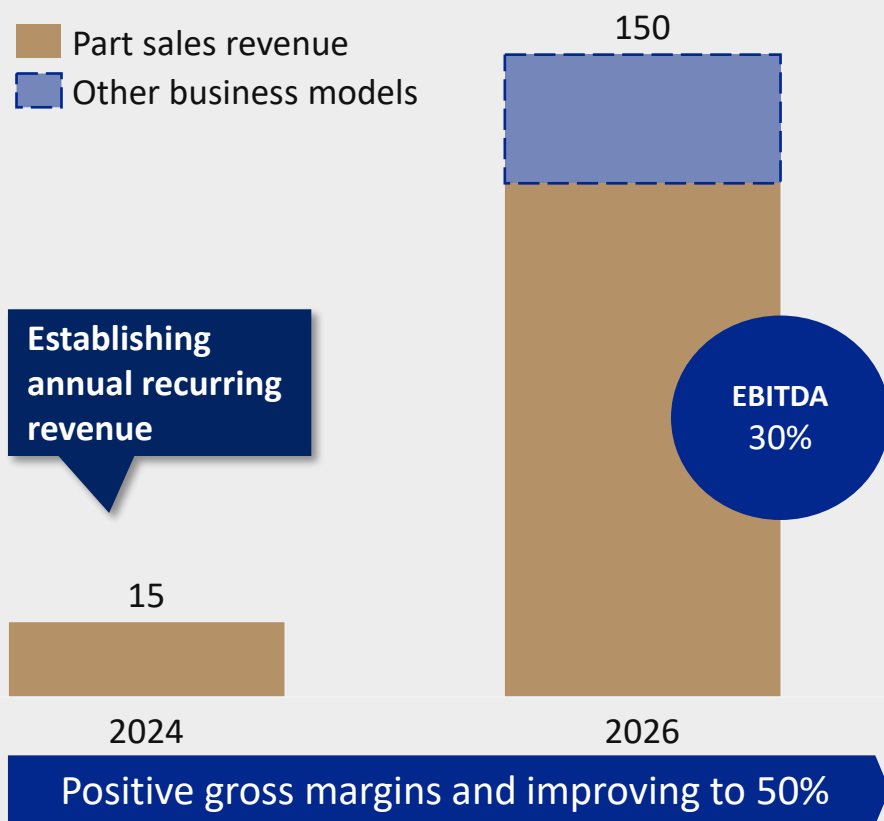 Part sales revenue
Other business models
150
Establishing
annual recurring
revenue
EBITDA
30%
15
2024
2026
Positive gross margins and improving to 50%